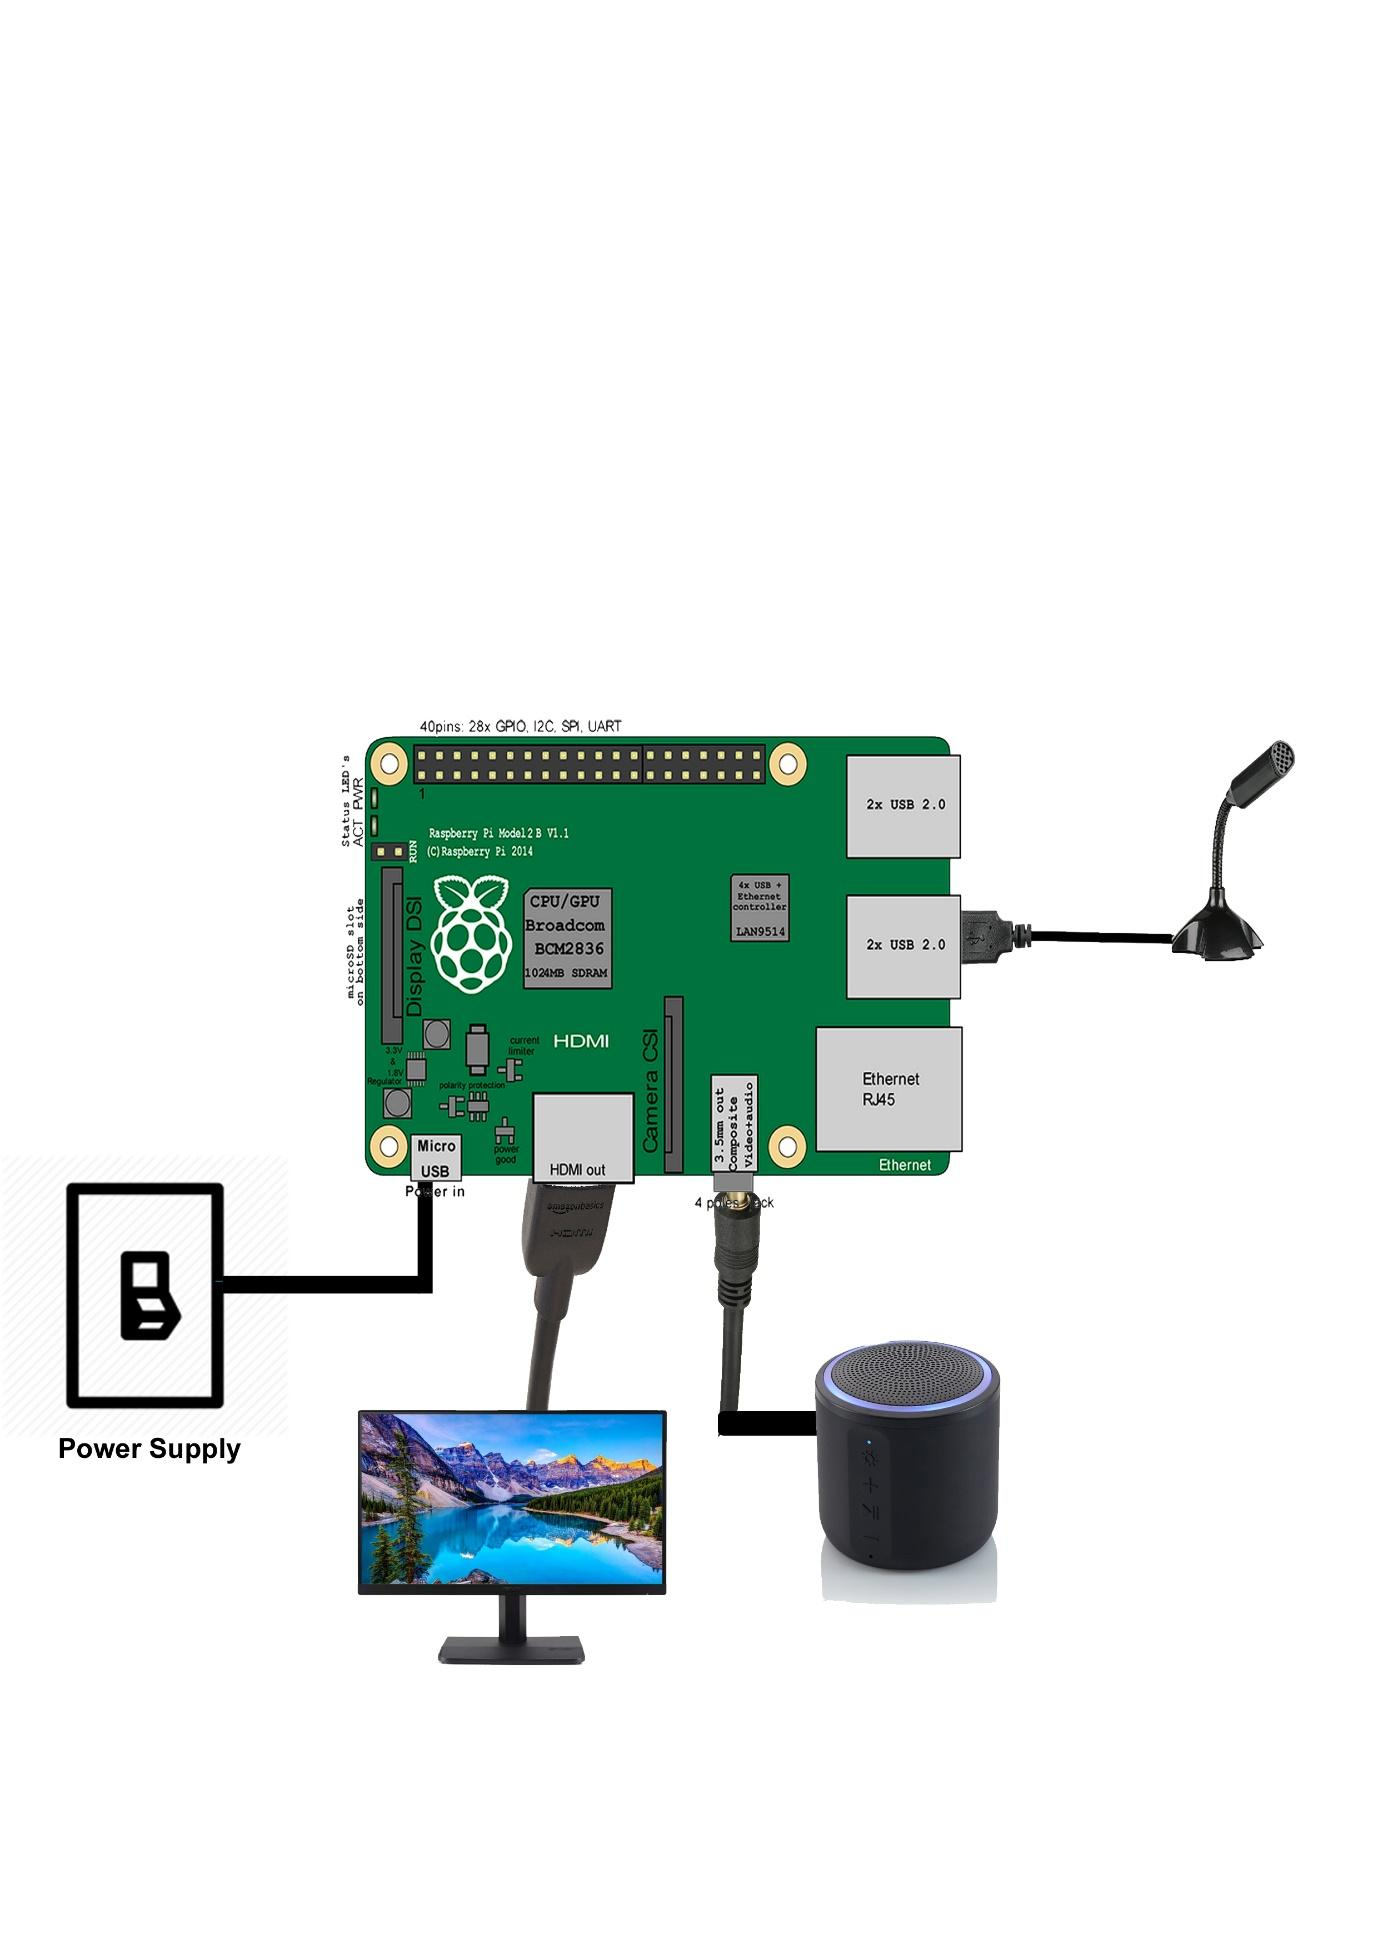 40pins: 28x GPIO, I2C, SPI, UART
Status LED's
ACT PWR
1
RUN
Raspberry Pi Model 2 B V1.1
(C)Raspberry Pi 2014
2x USB 2.0
4x USB +
Ethernet
controller
LAN9514
CPU/GPU
Broadcom
BCM2836
1024MB SDRAM
2x USB 2.0
microSD slot
on bottom side
Display DSI
3.3V
&
1.8V
Regulator
current
limiter
HDMI
polarity protection
power
good
Camera CSI
3.5mm out
Composite
Video+audio
Ethernet
RJ45
Ethernet
Micro
USB
Power in
HDMI out
4 poles Jack
amazonbasics
HDMI
Power Supply